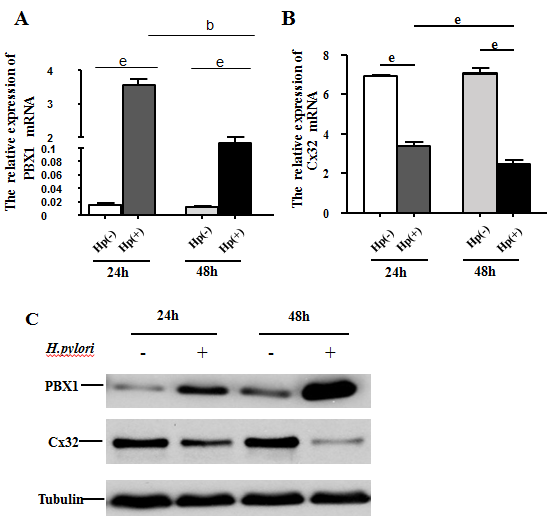 A
The relative expression of
PBX1 mRNA
4
3
2
0.1
0.08
0.06
0.04
0.02
0
e
e
b
Hp(-)
Hp(+)
Hp(-)
Hp(+)
24h
48h
B
The relative expression of
Cx32 mRNA
8
6
4
2
0
e
e
e
Hp(-)
Hp(+)
Hp(-)
Hp(+)
24h
48h
C
24h 48h
H.pylori - + - +
PBX1
Cx32
Tubulin